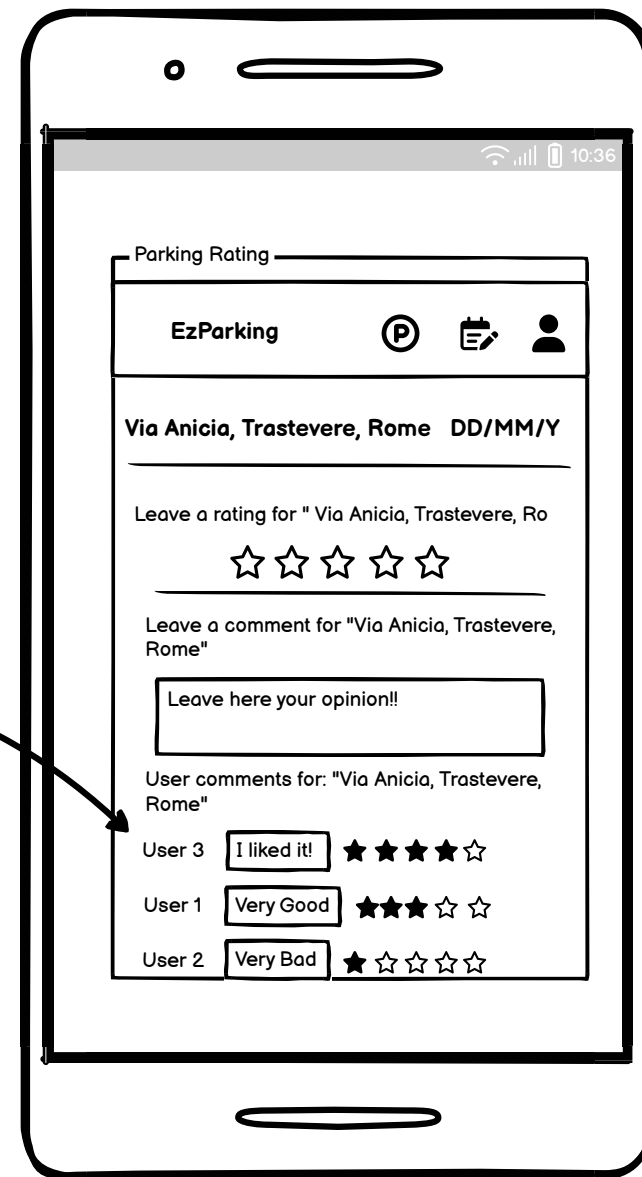 10:36
Parking Rating
EzParking
Via Anicia, Trastevere, Rome DD/MM/Y
Leave a rating for " Via Anicia, Trastevere, Ro
Leave a comment for "Via Anicia, Trastevere,
Rome"
Leave here your opinion!!
User comments for: "Via Anicia, Trastevere,
Rome"
User 3 I liked it!
User 1 Very Good
User 2 Very Bad